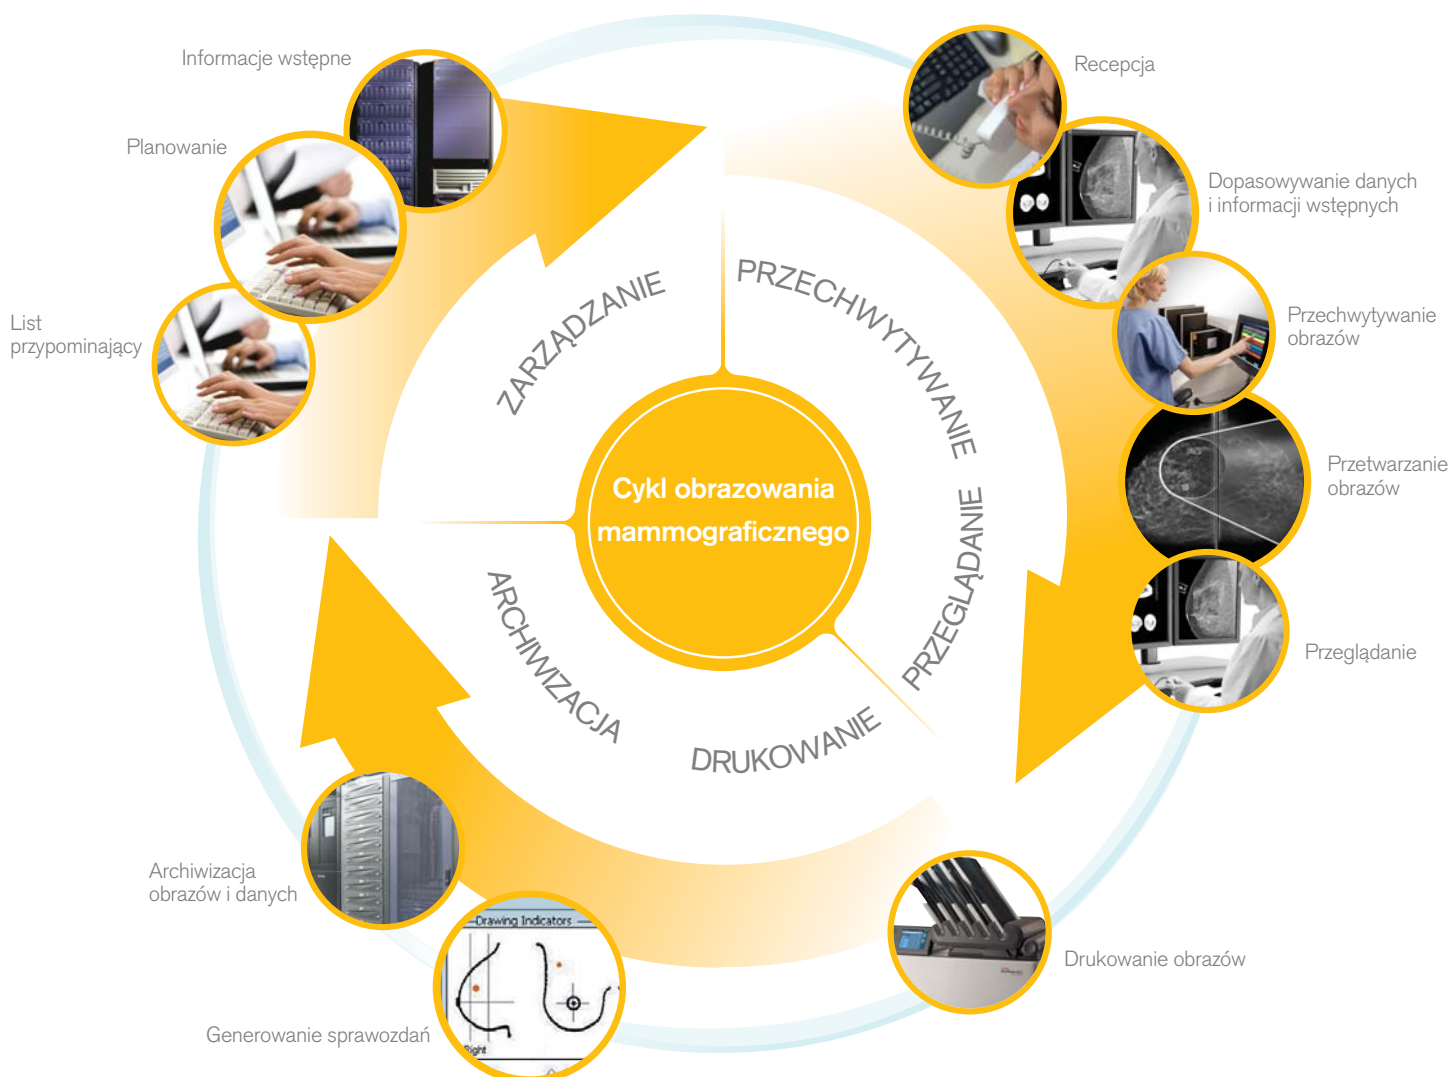 Informacje wstępne
Planowanie
List
przypominający
Recepcja
Dopasowywanie danych
i informacji wstępnych
Przechwytywanie
obrazów
Przetwarzanie
obrazów
Przeglądanie
ZARZĄDZANIE
PRZECHWYTYWANIE
PRZEGLĄDANIE
DRUKOWANIE
ARCHIWIZACJA
Cykl obrazowania
mammograficznego
Archiwizacja
obrazów i danych
Generowanie sprawozdań
Drukowanie obrazów
Drawing Indicators
Right